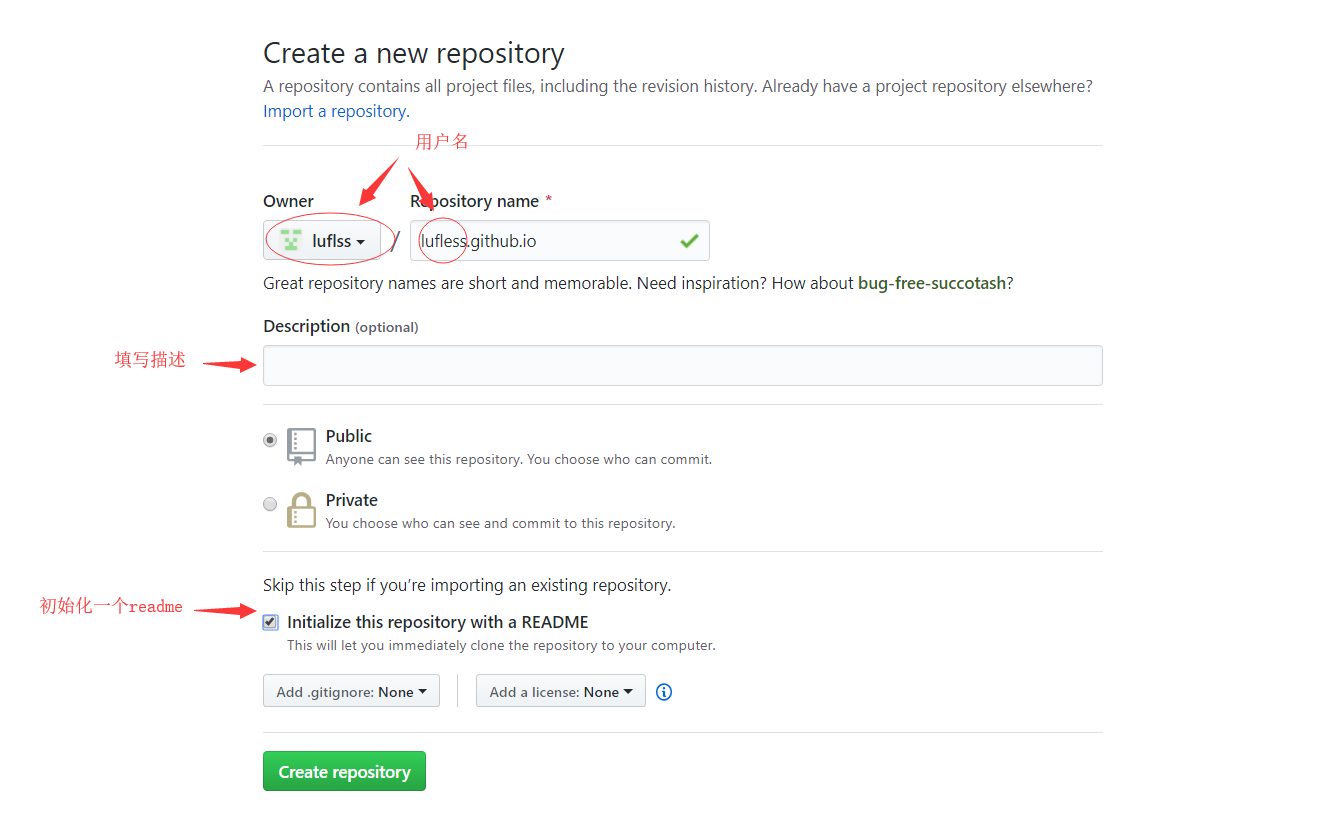 Create a new repository
A repository contains all project files, including the revision history. Already have a project repository elsewhere?
Import a repository.
用户名
Owner
Repository name *
luflss
/
lufless.github.io
Great repository names are short and memorable. Need inspiration? How about bug-free-succotash?
Description (optional)
填写描述
Public
Anyone can see this repository. You choose who can commit.
Private
You choose who can see and commit to this repository.
Skip this step if you’re importing an existing repository.
初始化一个readme
Initialize this repository with a README
This will let you immediately clone the repository to your computer.
Add .gitignore: None
Add a license: None
Create repository